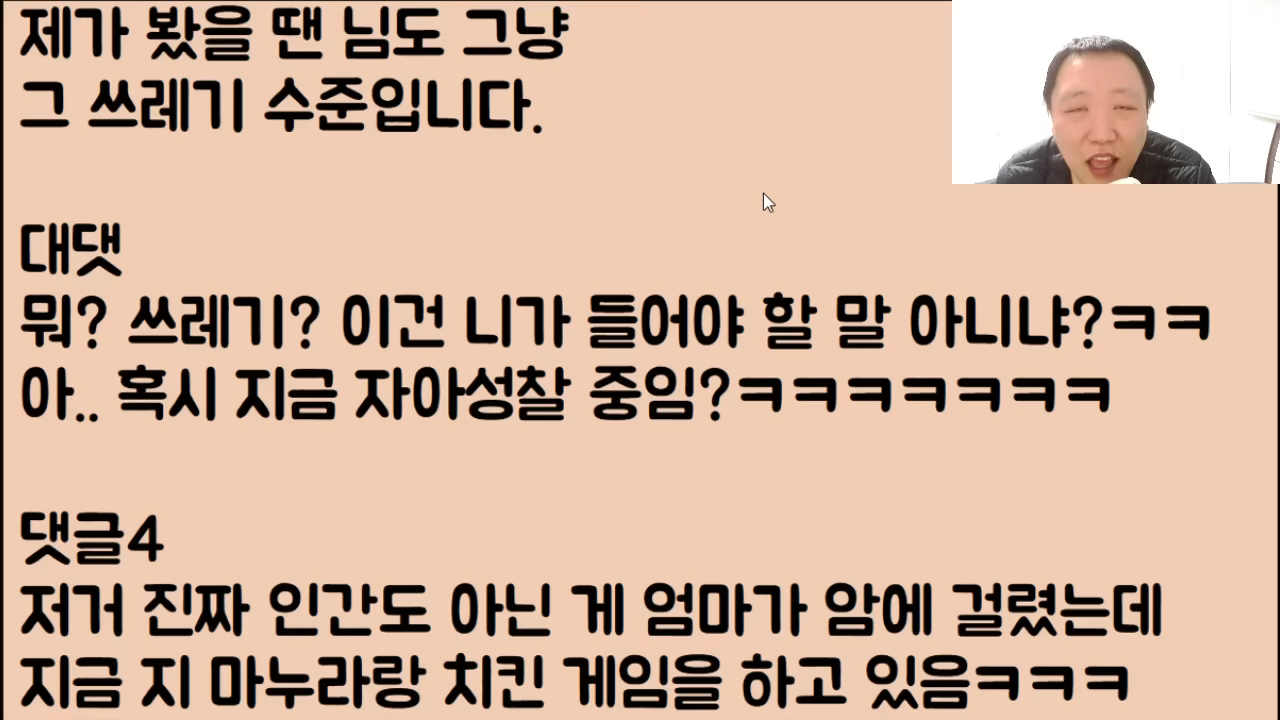 제가 봤을 땐 님도 그냥
그 쓰레기 수준입니다.
대댓
뭐? 쓰레기? 이건 니가 들어야 할 말 아니냐?ㅋㅋ
아.. 혹시 지금 자아성찰 중임?ㅋㅋㅋㅋㅋㅋㅋ
댓글4
저거 진짜 인간도 아닌 게 엄마가 암에 걸렸는데
지금 지 마누라랑 치킨 게임을 하고 있음ㅋㅋㅋ